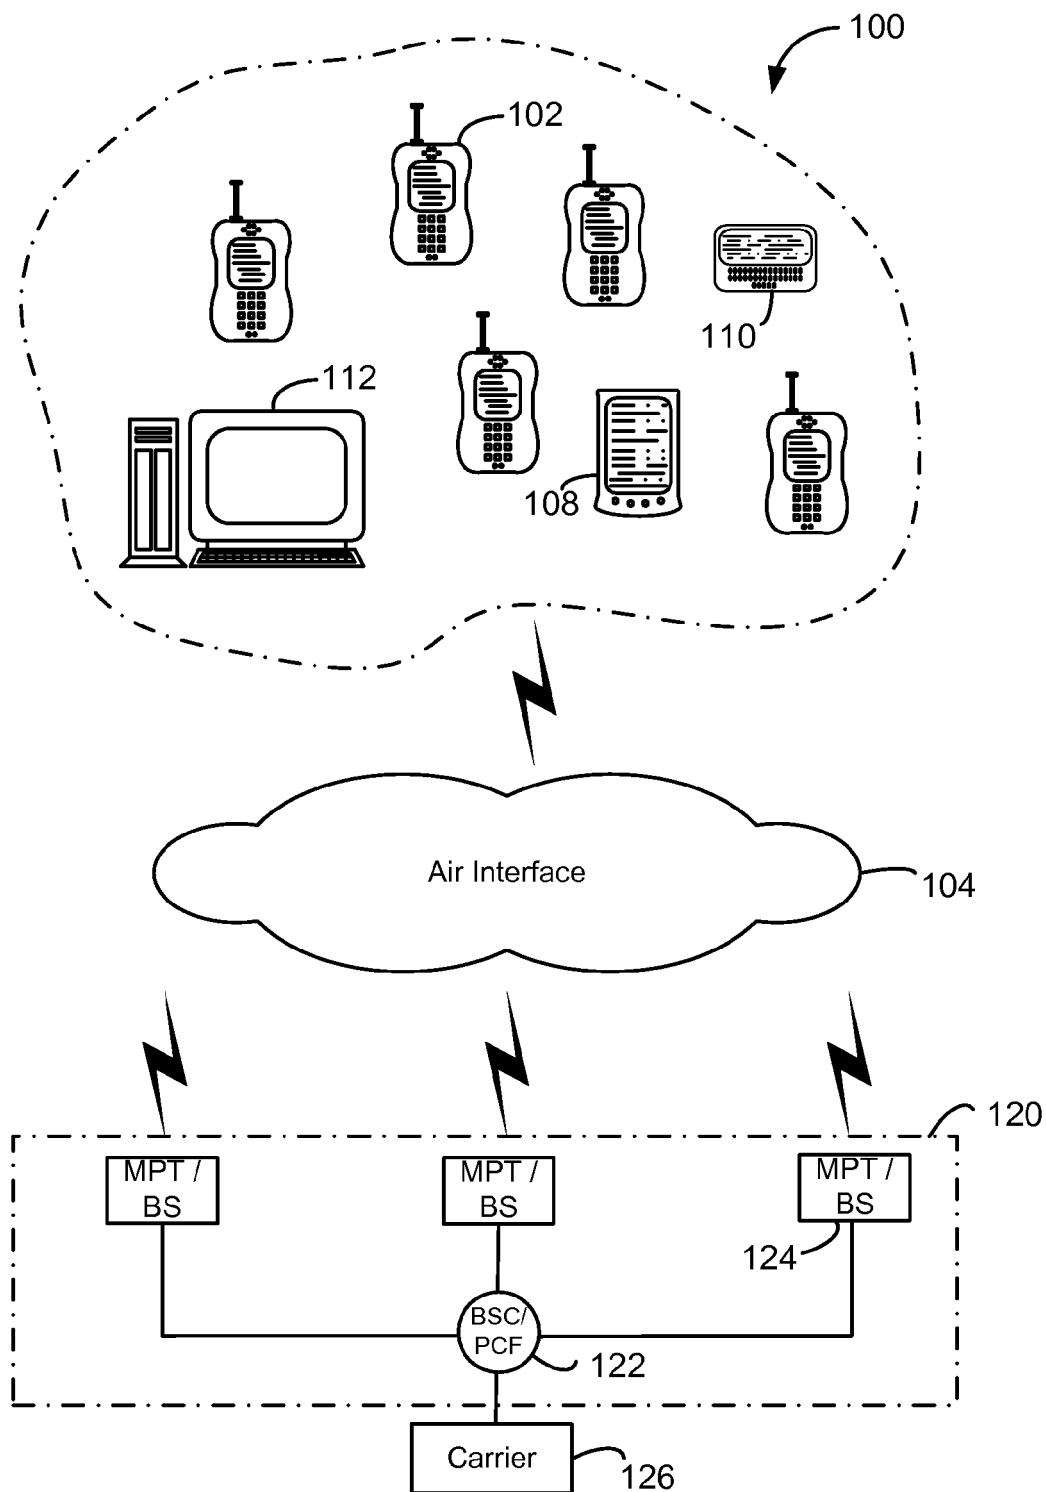 100
102
110
112
108
Air Interface
104
120
MPT /
BS
MPT /
BS
MPT /
BS
124
BSC/
PCF
122
Carrier
126